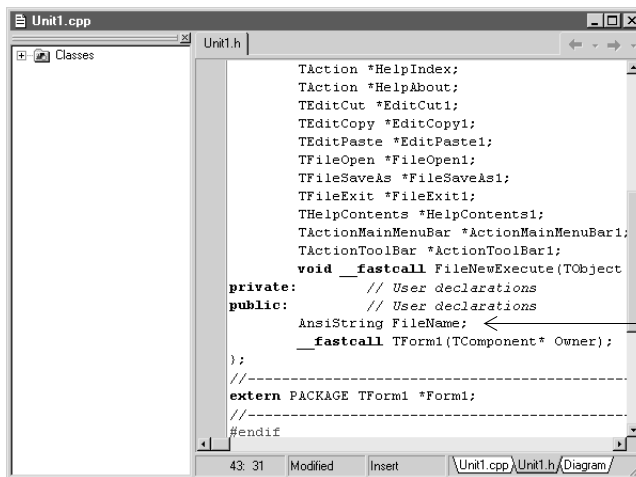 Unit1.cpp
Classes
Unit1.h
TAction *HelpIndex;
TAction *HelpAbout;
TEditCut *EditCut1;
TEditCopy *EditCopy1;
TEditPaste *EditPaste1;
TFileOpen *FileOpen1;
TFileSaveAs *FileSaveAs1;
TFileExit *FileExit1;
THelpContents *HelpContents1;
TActionMainMenuBar *ActionMainMenuBar1;
TActionToolBar *ActionToolBar1;
void __fastcall FileNewExecute(TObject
private: // User declarations
public: // User declarations
AnsiString FileName;
__fastcall TForm1(TComponent* Owner);
};
//-----------------------------------------------------
extern PACKAGE TForm1 *Form1;
//-----------------------------------------------------
#endif
43: 31 Modified Insert Unit1.cpp Unit1.h Diagram